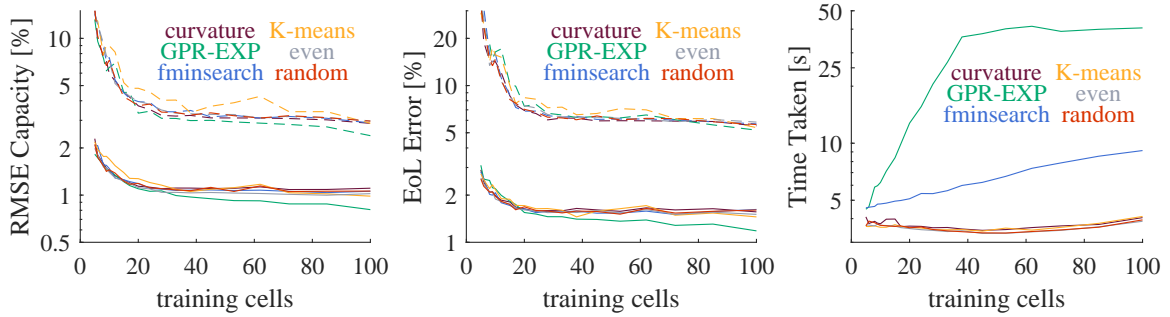 RMSE Capacity [%]
10
5
2
1
0.5
curvature K-means
GPR-EXP even
fminsearch random
0 20 40 60 80 100
training cells
EoL Error [%]
20
10
5
2
1
curvature K-means
GPR-EXP even
fminsearch random
0 20 40 60 80 100
training cells
Time Taken [s]
50
25
10
5
curvature K-means
GPR-EXP even
fminsearch random
0 20 40 60 80 100
training cells